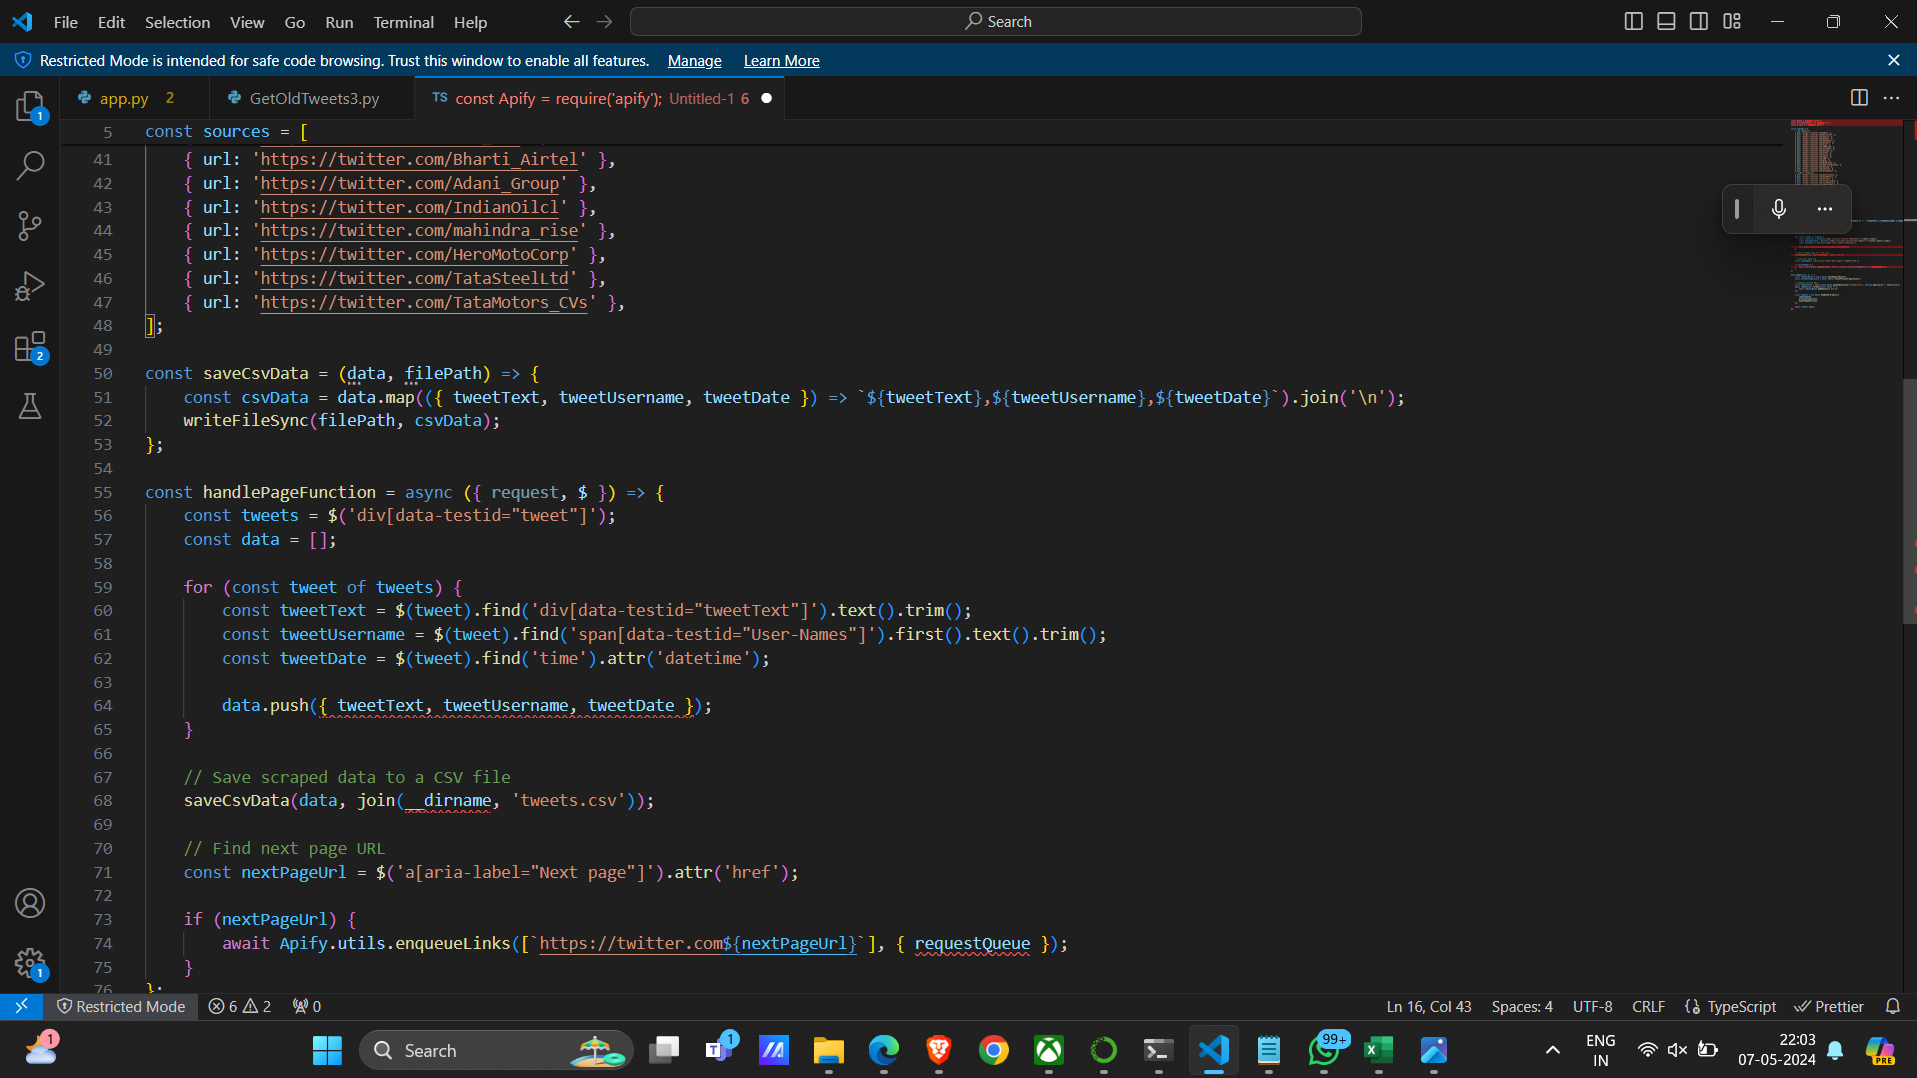 File Edit Selection View Go Run Terminal Help Search
Restricted Mode is intended for safe code browsing. Trust this window to enable all features. Manage Learn More
app.py 2 GetOldTweets3.py TS const Apify = require('apify'); Untitled-1 6
5 const sources = [
41 { url: 'https://twitter.com/Bharti_Airtel' },
42 { url: 'https://twitter.com/Adani_Group' },
43 { url: 'https://twitter.com/IndianOilcl' },
44 { url: 'https://twitter.com/mahindra_rise' },
45 { url: 'https://twitter.com/HeroMotoCorp' },
46 { url: 'https://twitter.com/TataSteelLtd' },
47 { url: 'https://twitter.com/TataMotors_CVs' },
48 ];
49
50 const saveCsvData = (data, filePath) => {
51 const csvData = data.map(({ tweetText, tweetUsername, tweetDate }) => `${tweetText},${tweetUsername},${tweetDate}`).join('\n');
52 writeFileSync(filePath, csvData);
53 };
54
55 const handlePageFunction = async ({ request, $ }) => {
56 const tweets = $('div[data-testid="tweet"]');
57 const data = [];
58
59 for (const tweet of tweets) {
60 const tweetText = $(tweet).find('div[data-testid="tweetText"]').text().trim();
61 const tweetUsername = $(tweet).find('span[data-testid="User-Names"]').first().text().trim();
62 const tweetDate = $(tweet).find('time').attr('datetime');
63
64 data.push({ tweetText, tweetUsername, tweetDate });
65 }
66
67 // Save scraped data to a CSV file
68 saveCsvData(data, join(__dirname, 'tweets.csv'));
69
70 // Find next page URL
71 const nextPageUrl = $('a[aria-label="Next page"]').attr('href');
72
73 if (nextPageUrl) {
74 await Apify.utils.enqueueLinks([`https://twitter.com${nextPageUrl}`], { requestQueue });
75 }
76 };
1
2
1
Restricted Mode 6 2 0 Ln 16, Col 43 Spaces: 4 UTF-8 CRLF {} TypeScript Prettier
1 Search 1 99+ ENG IN 22:03 07-05-2024 PRE